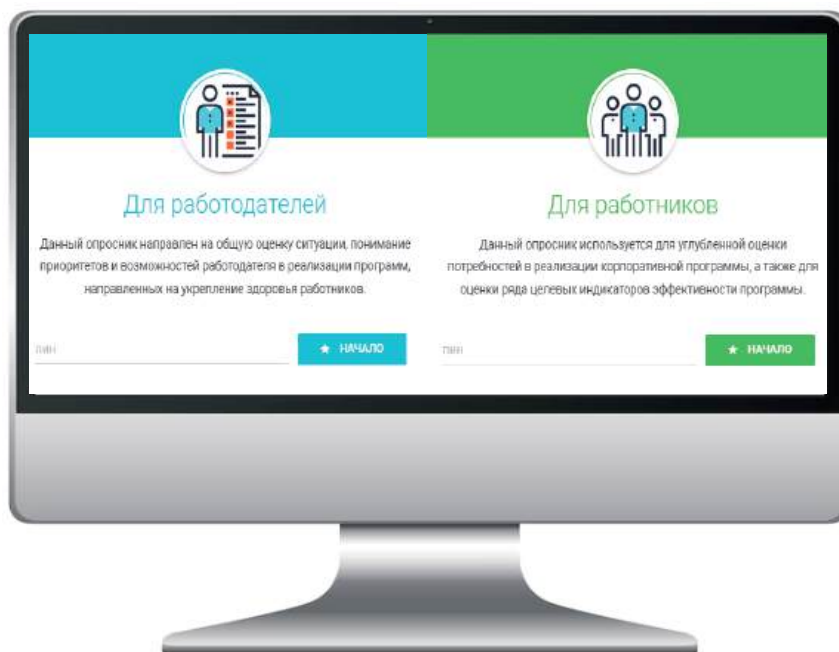 Для работодателей
Данный опросник направлен на общую оценку ситуации, понимание
приоритетов и возможностей работодателя в реализации программ,
направленных на укрепление здоровья работников.
пин
★ НАЧАЛО
Для работников
Данный опросник используется для углубленной оценки
потребностей в реализации корпоративной программы, а также для
оценки ряда целевых индикаторов эффективности программы.
пин
★ НАЧАЛО